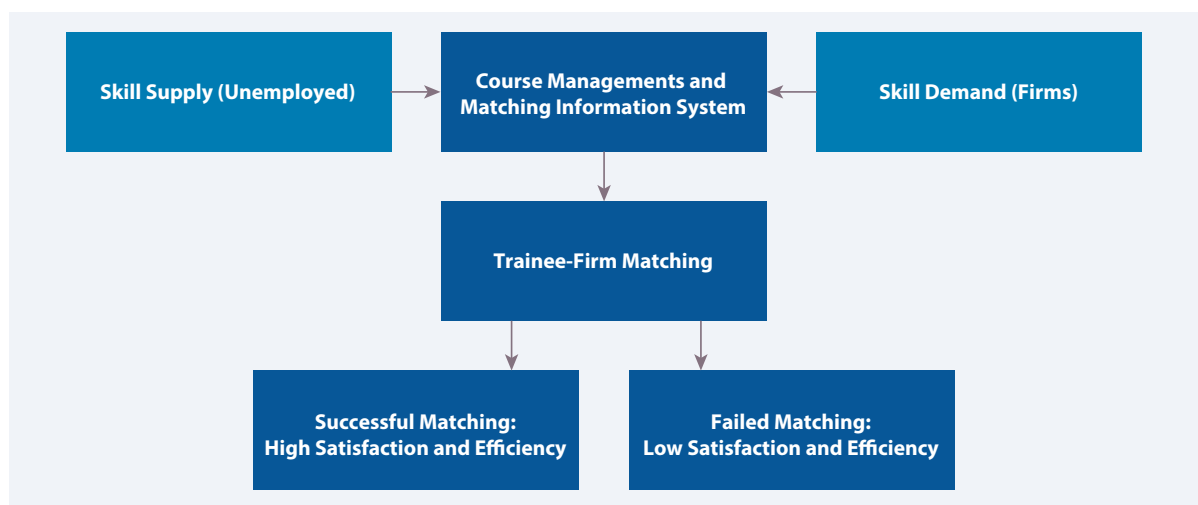 Skill Supply (Unemployed)
Course Managements and
Matching Information System
Skill Demand (Firms)
Trainee-Firm Matching
Successful Matching:
High Satisfaction and Efficiency
Failed Matching:
Low Satisfaction and Efficiency